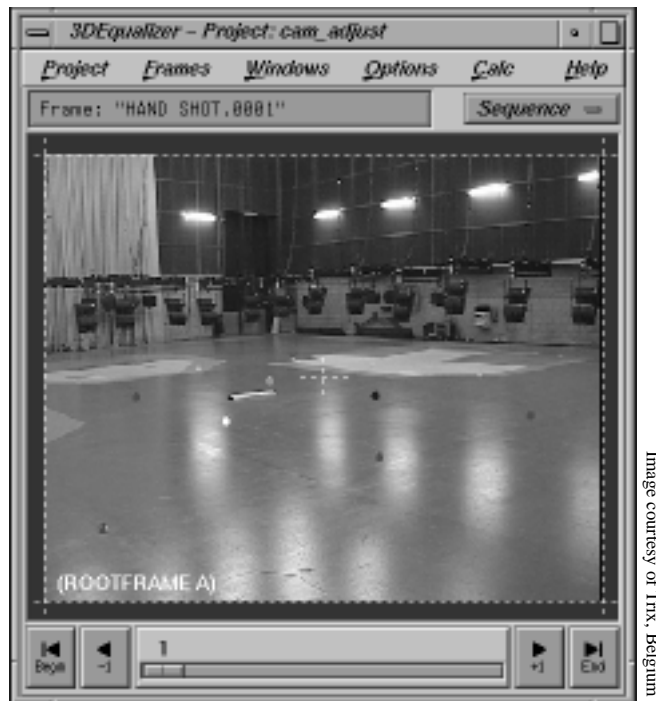 3DEqualizer – Project: cam_adjust
Project Frames Windows Options Calc Help
Frame: "HAND SHOT.0001"
Sequence
(ROOTFRAME A)
1
Begin
-1
+1
End
Image courtesy of Trix, Belgium